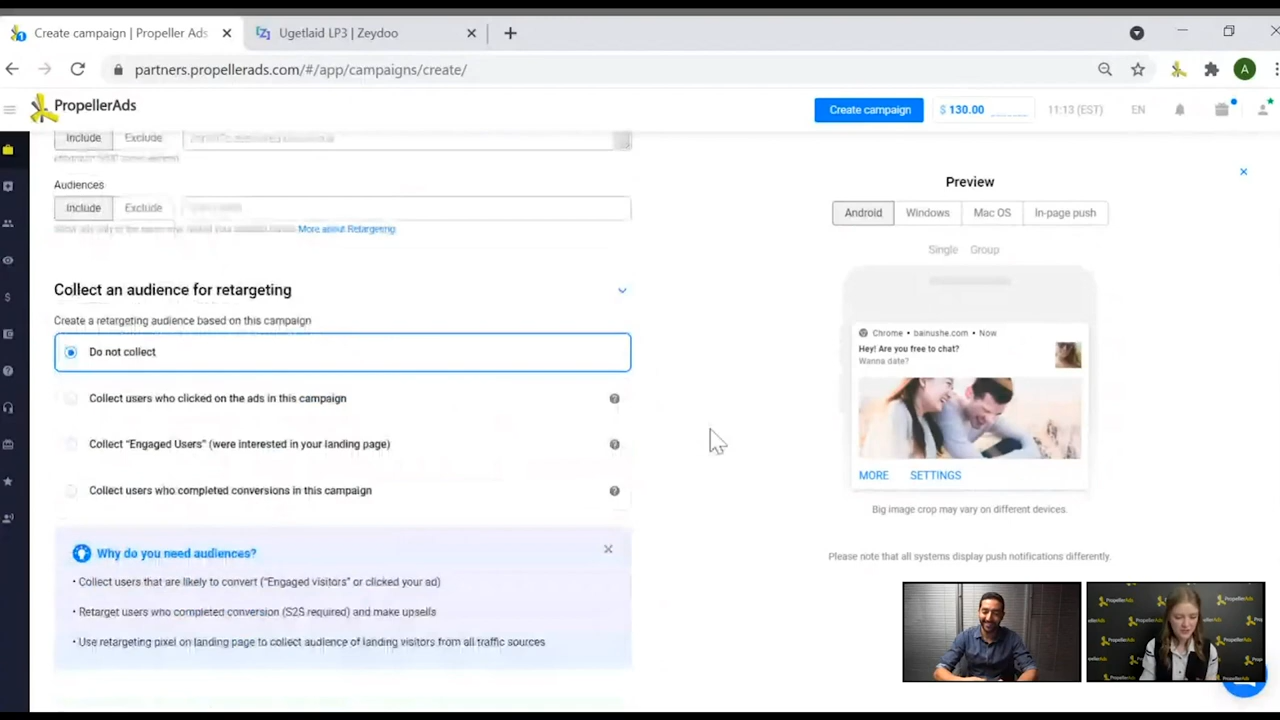 Create campaign | Propeller Ads
Ugetlaid LP3 | Zeydoo
partners.propellerads.com/#/app/campaigns/create/
A
PropellerAds
Create campaign
$ 130.00
11:13 (EST)
EN
Include
Exclude
Audiences
Include
Exclude
More about Retargeting
Collect an audience for retargeting
Create a retargeting audience based on this campaign
Do not collect
Collect users who clicked on the ads in this campaign
Collect “Engaged Users” (were interested in your landing page)
Collect users who completed conversions in this campaign
Why do you need audiences?
• Collect users that are likely to convert (“Engaged visitors” or clicked your ad)
• Retarget users who completed conversion (S2S required) and make upsells
• Use retargeting pixel on landing page to collect audience of landing visitors from all traffic sources
Preview
Android
Windows
Mac OS
In-page push
Single
Group
Chrome • bainushe.com • Now
Hey! Are you free to chat?
Wanna date?
MORE
SETTINGS
Big image crop may vary on different devices.
Please note that all systems display push notifications differently.
PropellerAds